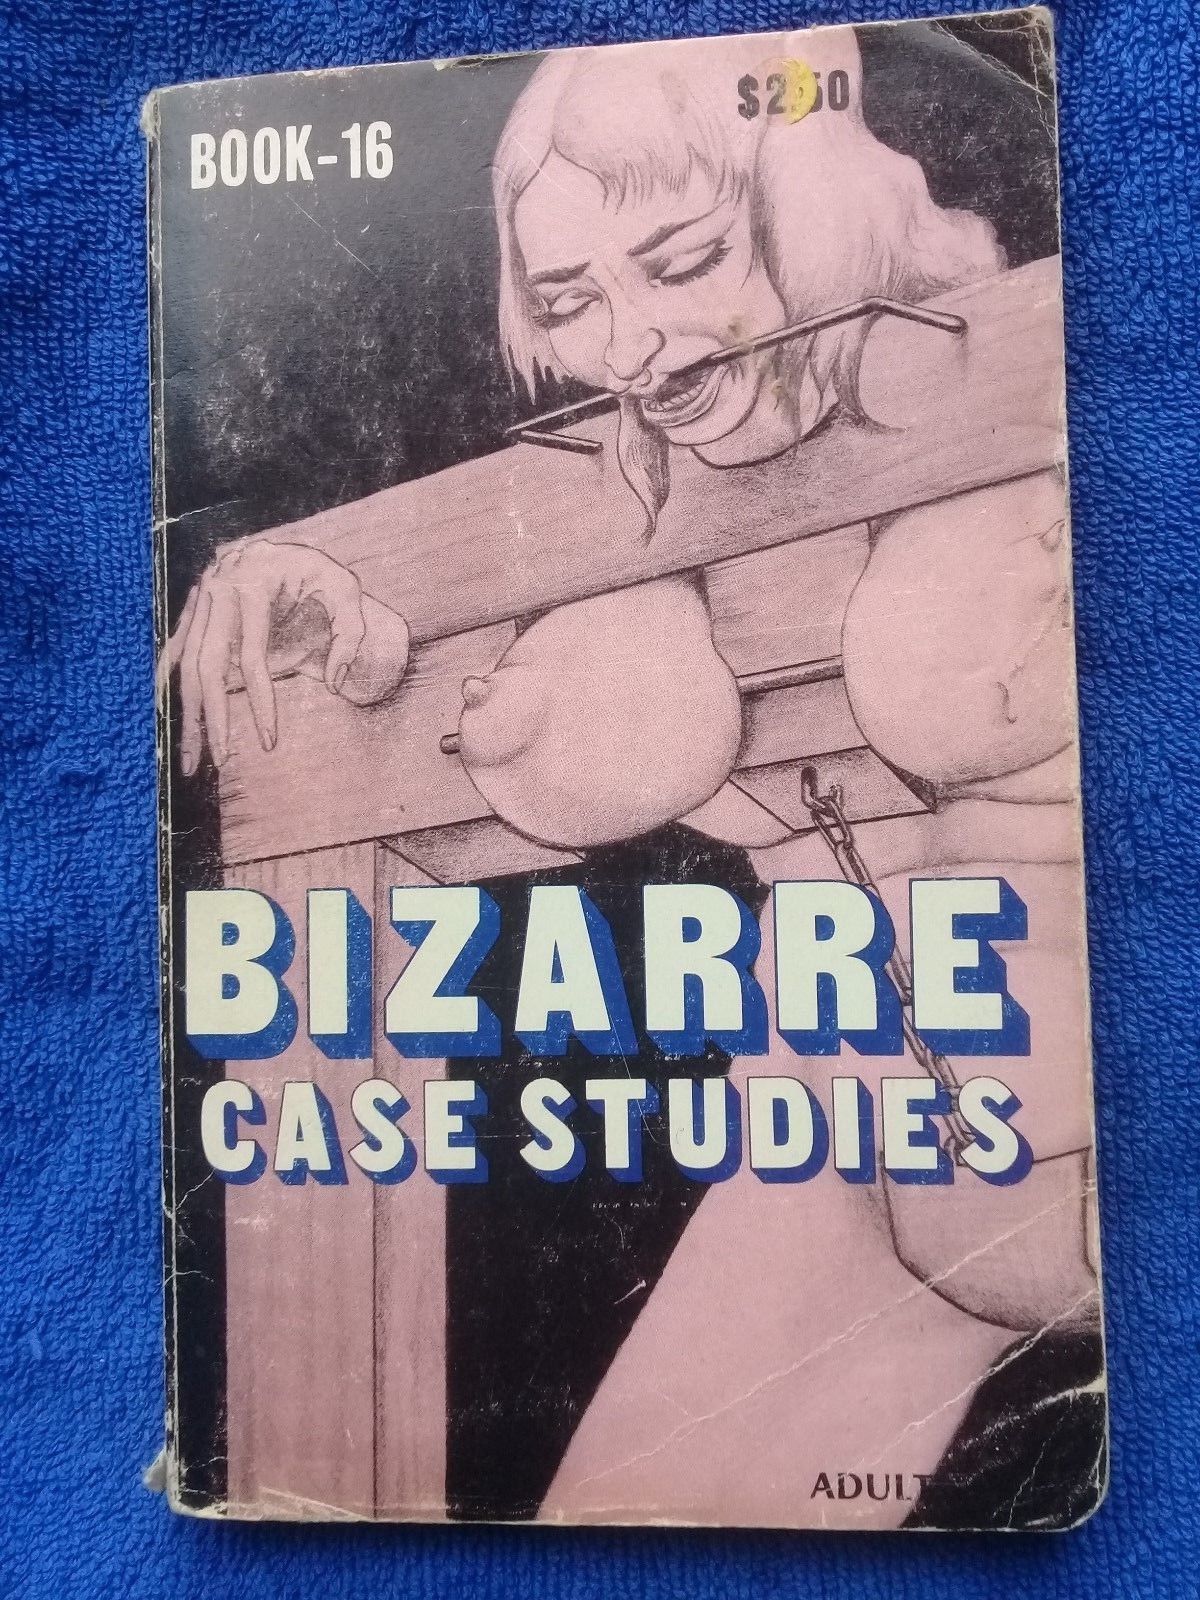 $2.50
BOOK-16
BIZARRE
CASE STUDIES
ADULT